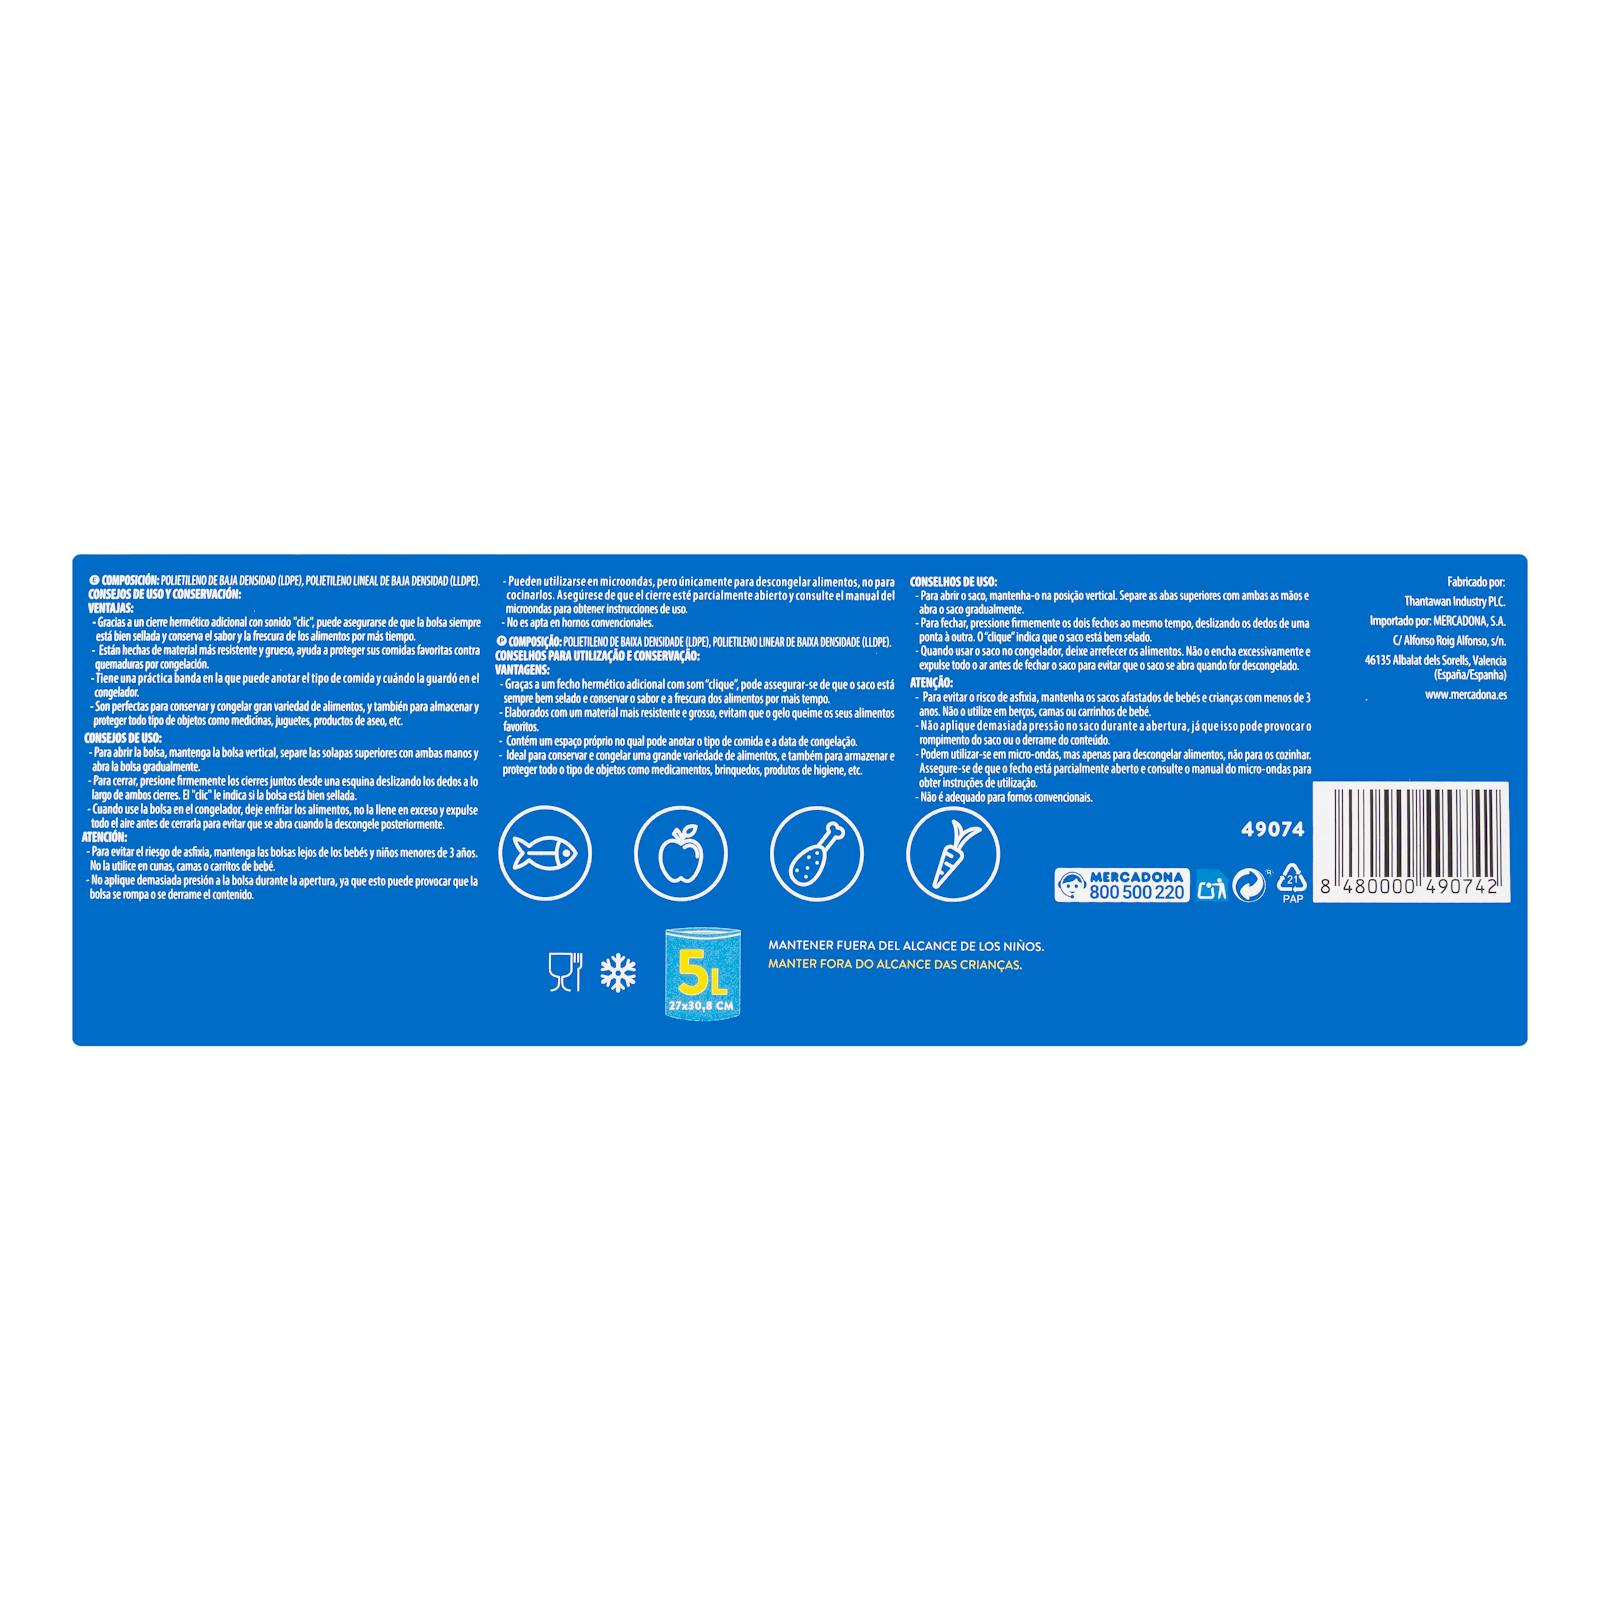 E COMPOSICIÓN: POLIETILENO DE BAJA DENSIDAD (LDPE), POLIETILENO LINEAL DE BAJA DENSIDAD (LLDPE).
CONSEJOS DE USO Y CONSERVACIÓN:
VENTAJAS:
- Gracias a un cierre hermético adicional con sonido "clic", puede asegurarse de que la bolsa siempre
está bien sellada y conserva el sabor y la frescura de los alimentos por más tiempo.
- Están hechas de material más resistente y grueso, ayuda a proteger sus comidas favoritas contra
quemaduras por congelación.
- Tiene una práctica banda en la que puede anotar el tipo de comida y cuándo la guardó en el
congelador.
- Son perfectas para conservar y congelar gran variedad de alimentos, y también para almacenar y
proteger todo tipo de objetos como medicinas, juguetes, productos de aseo, etc.
CONSEJOS DE USO:
- Para abrir la bolsa, mantenga la bolsa vertical, separe las solapas superiores con ambas manos y
abra la bolsa gradualmente.
- Para cerrar, presione firmemente los cierres juntos desde una esquina deslizando los dedos a lo
largo de ambos cierres. El "clic" le indica si la bolsa está bien sellada.
- Cuando use la bolsa en el congelador, deje enfriar los alimentos, no la llene en exceso y expulse
todo el aire antes de cerrarla para evitar que se abra cuando la descongele posteriormente.
ATENCIÓN:
- Para evitar el riesgo de asfixia, mantenga las bolsas lejos de los bebés y niños menores de 3 años.
No la utilice en cunas, camas o carritos de bebé.
- No aplique demasiada presión a la bolsa durante la apertura, ya que esto puede provocar que la
bolsa se rompa o se derrame el contenido.
- Pueden utilizarse en microondas, pero únicamente para descongelar alimentos, no para
cocinarlos. Asegúrese de que el cierre esté parcialmente abierto y consulte el manual del
microondas para obtener instrucciones de uso.
- No es apta en hornos convencionales.
P COMPOSIÇÃO: POLIETILENO DE BAIXA DENSIDADE (LDPE), POLIETILENO LINEAR DE BAIXA DENSIDADE (LLDPE).
CONSELHOS PARA UTILIZAÇÃO E CONSERVAÇÃO:
VANTAGENS:
- Graças a um fecho hermético adicional com som "clique", pode assegurar-se de que o saco está
sempre bem selado e conservar o sabor e a frescura dos alimentos por mais tempo.
- Elaborados com um material mais resistente e grosso, evitam que o gelo queime os seus alimentos
favoritos.
- Contém um espaço próprio no qual pode anotar o tipo de comida e a data de congelação.
- Ideal para conservar e congelar uma grande variedade de alimentos, e também para armazenar e
proteger todo o tipo de objetos como medicamentos, brinquedos, produtos de higiene, etc.
CONSELHOS DE USO:
- Para abrir o saco, mantenha-o na posição vertical. Separe as abas superiores com ambas as mãos e
abra o saco gradualmente.
- Para fechar, pressione firmemente os dois fechos ao mesmo tempo, deslizando os dedos de uma
ponta à outra. O "clique" indica que o saco está bem selado.
- Quando usar o saco no congelador, deixe arrefecer os alimentos. Não o encha excessivamente e
expulse todo o ar antes de fechar o saco para evitar que o saco se abra quando for descongelado.
ATENÇÃO:
- Para evitar o risco de asfixia, mantenha os sacos afastados de bebés e crianças com menos de 3
anos. Não o utilize em berços, camas ou carrinhos de bebé.
- Não aplique demasiada pressão no saco durante a abertura, já que isso pode provocar o
rompimento do saco ou o derrame do conteúdo.
- Podem utilizar-se em micro-ondas, mas apenas para descongelar alimentos, não para os cozinhar.
Assegure-se de que o fecho está parcialmente aberto e consulte o manual do micro-ondas para
obter instruções de utilização.
- Não é adequado para fornos convencionais.
Fabricado por:
Thantawan Industry PLC.
Importado por: MERCADONA, S.A.
C/ Alfonso Roig Alfonso, s/n.
46135 Albalat dels Sorells, Valencia
(España/Espanha)
www.mercadona.es
49074
MERCADONA
800 500 220
®
21
PAP
8 480000 490742
5L
27x30,8 CM
MANTENER FUERA DEL ALCANCE DE LOS NIÑOS.
MANTER FORA DO ALCANCE DAS CRIANÇAS.